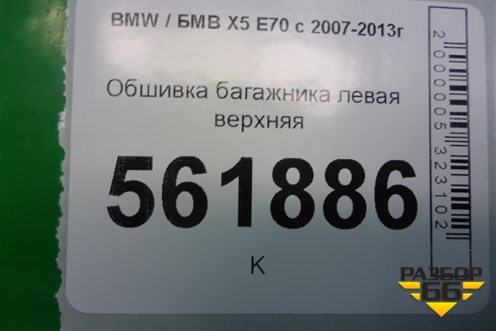 BMW / БМВ X5 E70 с 2007-2013г
Обшивка багажника левая
верхняя
561886
К
2000005323102
РАЗБОР
66